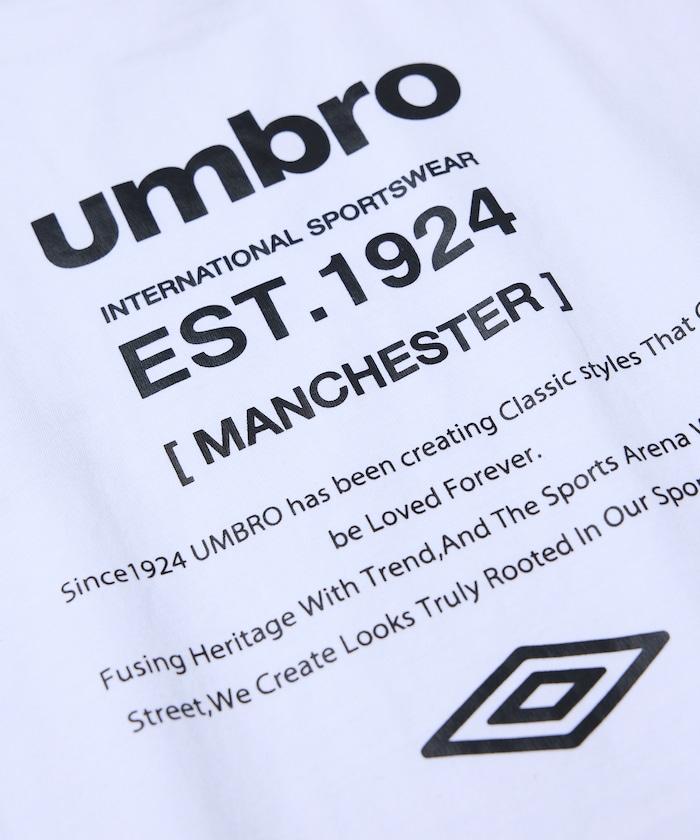 umbro
INTERNATIONAL SPORTSWEAR
EST.1924
[ MANCHESTER ]
Since1924 UMBRO has been creating Classic styles That
be Loved Forever.
Fusing Heritage With Trend,And The Sports Arena
Street,We Create Looks Truly Rooted In Our